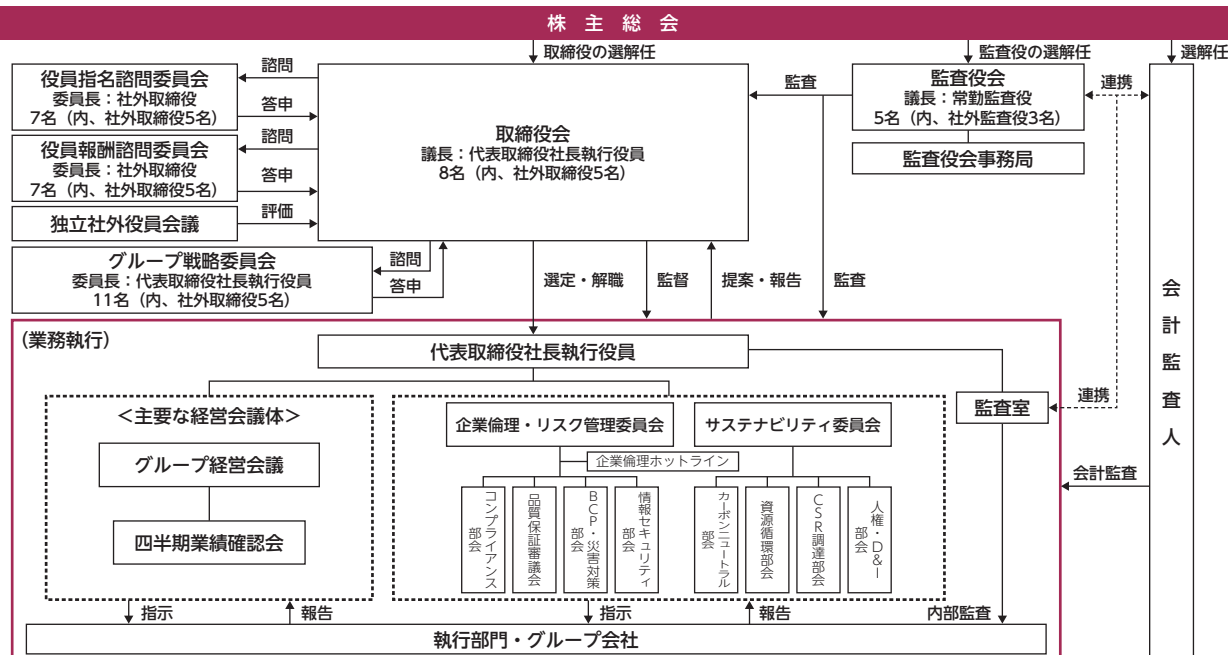 株主総会
取締役の選解任
監査役の選解任
選解任
役員指名諮問委員会
委員長：社外取締役
7名（内、社外取締役5名）
諮問
答申
役員報酬諮問委員会
委員長：社外取締役
7名（内、社外取締役5名）
諮問
答申
独立社外役員会議
評価
取締役会
議長：代表取締役社長執行役員
8名（内、社外取締役5名）
監査
監査役会
議長：常勤監査役
5名（内、社外監査役3名）
監査役会事務局
連携
グループ戦略委員会
委員長：代表取締役社長執行役員
11名（内、社外取締役5名）
諮問
答申
選定・解職
監督
提案・報告
監査
会計監査人
（業務執行）
代表取締役社長執行役員
＜主要な経営会議体＞
グループ経営会議
四半期業績確認会
企業倫理・リスク管理委員会
サステナビリティ委員会
企業倫理ホットライン
コンプライアンス
部会
品質保証審議会
BCP・災害対策
部会
情報セキュリティ
部会
カーボンニュートラル
部会
資源循環部会
CSR調達部会
人権・D&I
部会
監査室
連携
会計監査
指示
報告
指示
報告
内部監査
執行部門・グループ会社